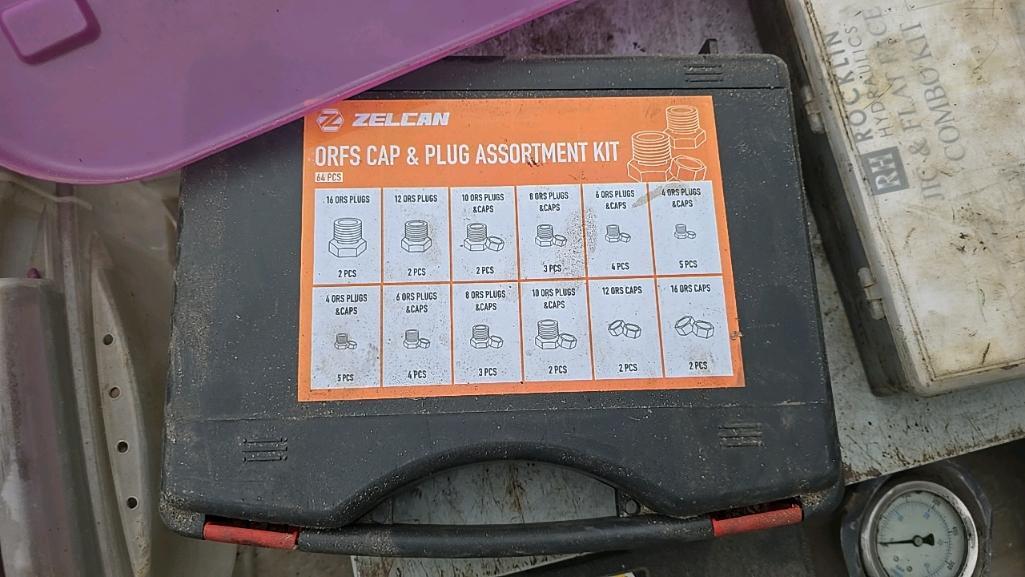 ZELCAN
ORFS CAP & PLUG ASSORTMENT KIT
64 PCS
16 ORS PLUGS
2 PCS
12 ORS PLUGS
2 PCS
10 ORS PLUGS
&CAPS
2 PCS
8 ORS PLUGS
&CAPS
3 PCS
6 ORS PLUGS
&CAPS
4 PCS
4 ORS PLUGS
&CAPS
5 PCS
4 ORS PLUGS
&CAPS
5 PCS
6 ORS PLUGS
&CAPS
4 PCS
8 ORS PLUGS
&CAPS
3 PCS
10 ORS PLUGS
&CAPS
2 PCS
12 ORS CAPS
2 PCS
16 ORS CAPS
2 PCS
RH ROCKLIN
HYDRAULICS
JIC & FLAT FACE
COMBO KIT